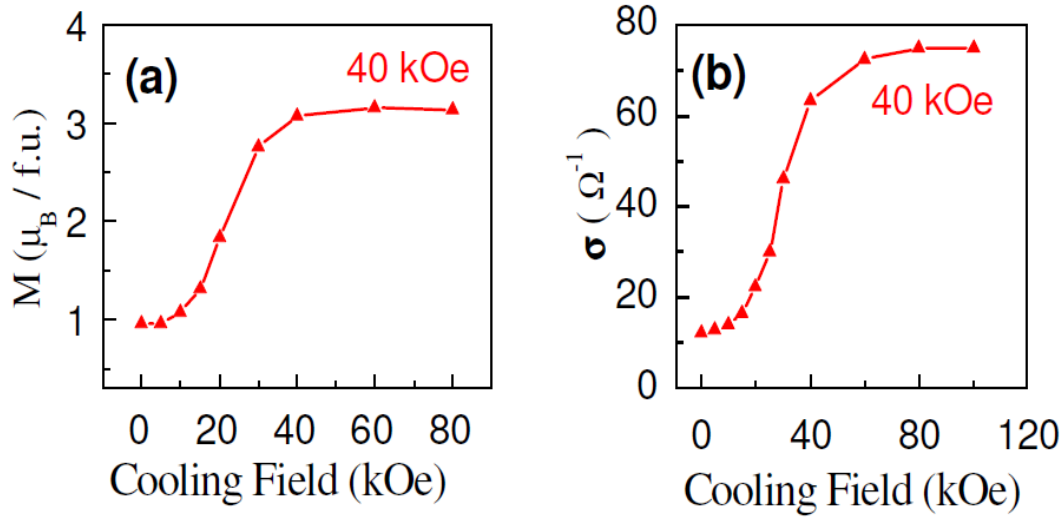 (a)
40 kOe
M (μB / f.u.)
4
3
2
1
0 20 40 60 80
Cooling Field (kOe)
(b)
40 kOe
σ ( Ω-1)
80
60
40
20
0
0 40 80 120
Cooling Field (kOe)